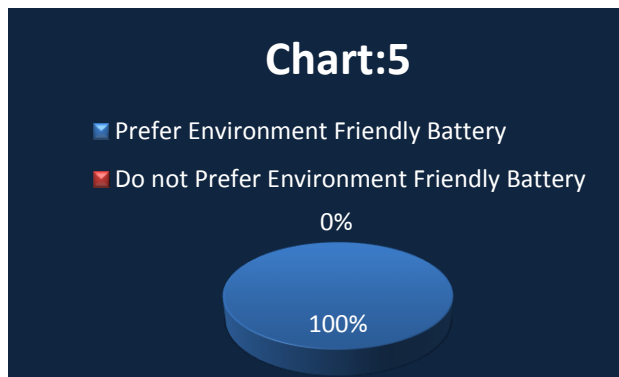 Chart:5
Prefer Environment Friendly Battery
Do not Prefer Environment Friendly Battery
0%
100%